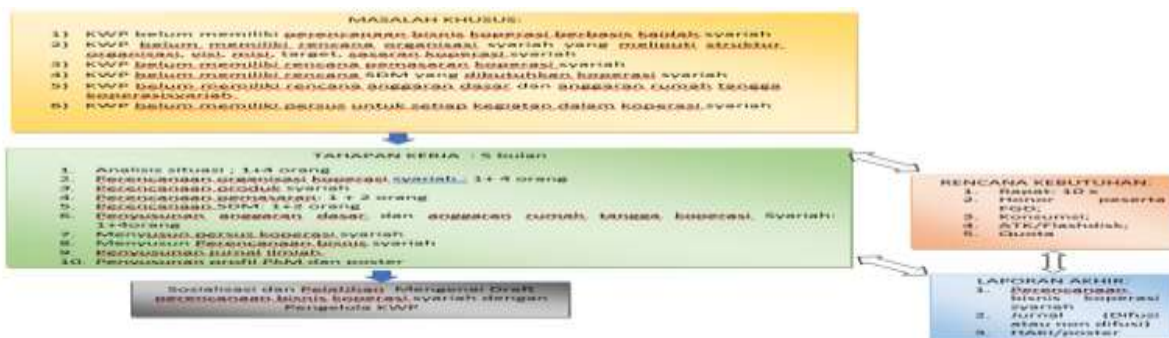 MASALAH KHUSUS:
1) KWP belum memiliki perencanaan bisnis koperasi berbasis kaidah syariah
2) KWP belum memiliki rencana organisasi syariah yang meliputi struktur
organisasi, visi, misi, target, sasaran koperasi syariah
3) KWP belum memiliki rencana pemasaran koperasi syariah
4) KWP belum memiliki rencana SDM yang dibutuhkan koperasi syariah
5) KWP belum memiliki rencana anggaran dasar dan anggaran rumah tangga
koperasisyariah.
6) KWP belum memiliki persus untuk setiap kegiatan dalam koperasi syariah
TAHAPAN KERJA : 5 bulan
1. Analisis situasi ; 1+4 orang
2. Perencanaan organisasi koperasi syariah : 1+ 4 orang
3. Perencanaan produk syariah
4. Perencanaan pemasaran: 1 + 2 orang
5. Perencanaan SDM: 1+2 orang
6. Penyusunan anggaran dasar dan anggaran rumah tangga koperasi Syariah:
1+4orang
7. Menyusun persus koperasi syariah
8. Menyusun Perencanaan bisnis syariah
9. Penyusunan jurnal ilmiah
10. Penyusunan profil PkM dan poster
Sosialisasi dan Pelatihan Mengenai Draft
perencanaan bisnis koperasi syariah dengan
Pengelola KWP
RENCANA KEBUTUHAN:
1. Rapat: 10 x
2. Honor peserta
FGD;
3. Konsumsi;
4. ATK/Flashdisk;
5. Quota
LAPORAN AKHIR:
1. Perencanaan
bisnis koperasi
syariah
2. Jurnal (Difusi
atau non difusi)
3. HAKI/poster